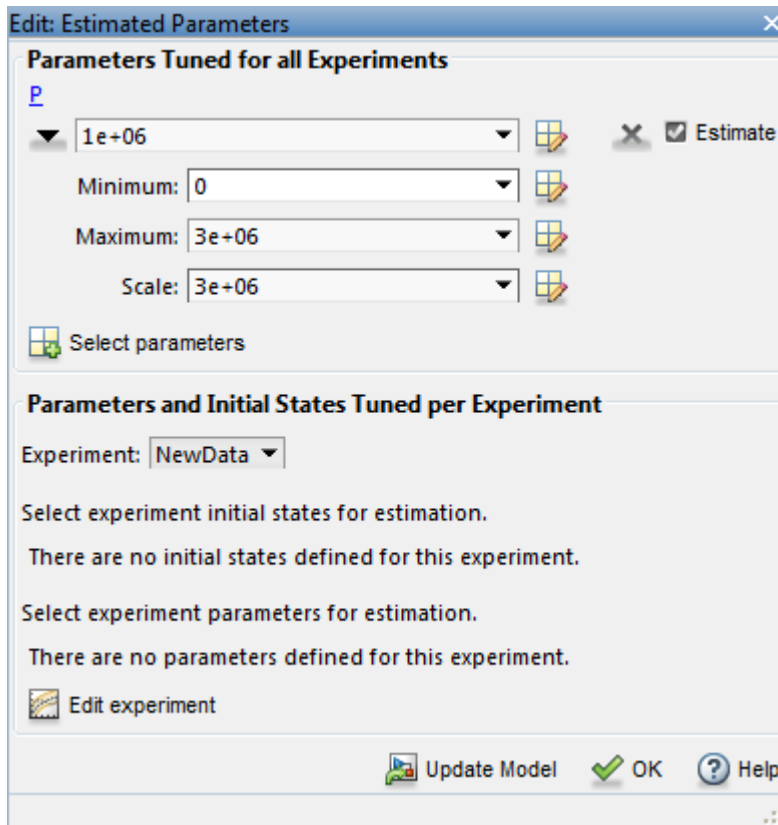 Edit: Estimated Parameters
Parameters Tuned for all Experiments
P
1e+06 Estimate
Minimum: 0
Maximum: 3e+06
Scale: 3e+06
Select parameters
Parameters and Initial States Tuned per Experiment
Experiment: NewData
Select experiment initial states for estimation.
There are no initial states defined for this experiment.
Select experiment parameters for estimation.
There are no parameters defined for this experiment.
Edit experiment
Update Model OK Help